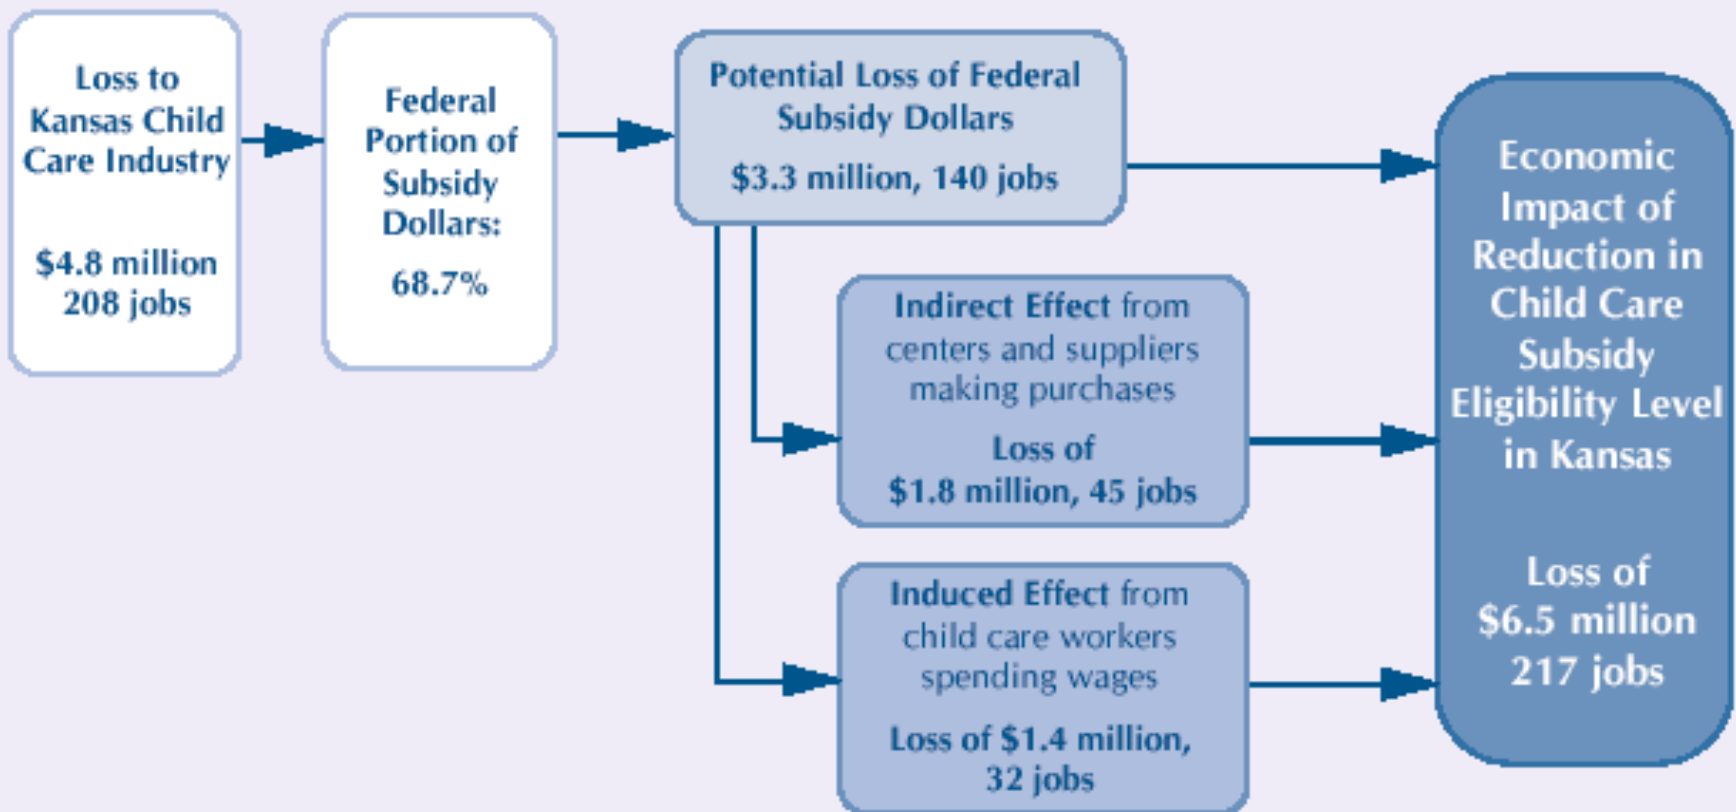 Loss to
Kansas Child
Care Industry
$4.8 million
208 jobs
Federal
Portion of
Subsidy
Dollars:
68.7%
Potential Loss of Federal
Subsidy Dollars
$3.3 million, 140 jobs
Indirect Effect from
centers and suppliers
making purchases
Loss of
$1.8 million, 45 jobs
Induced Effect from
child care workers
spending wages
Loss of $1.4 million,
32 jobs
Economic
Impact of
Reduction in
Child Care
Subsidy
Eligibility Level
in Kansas
Loss of
$6.5 million
217 jobs